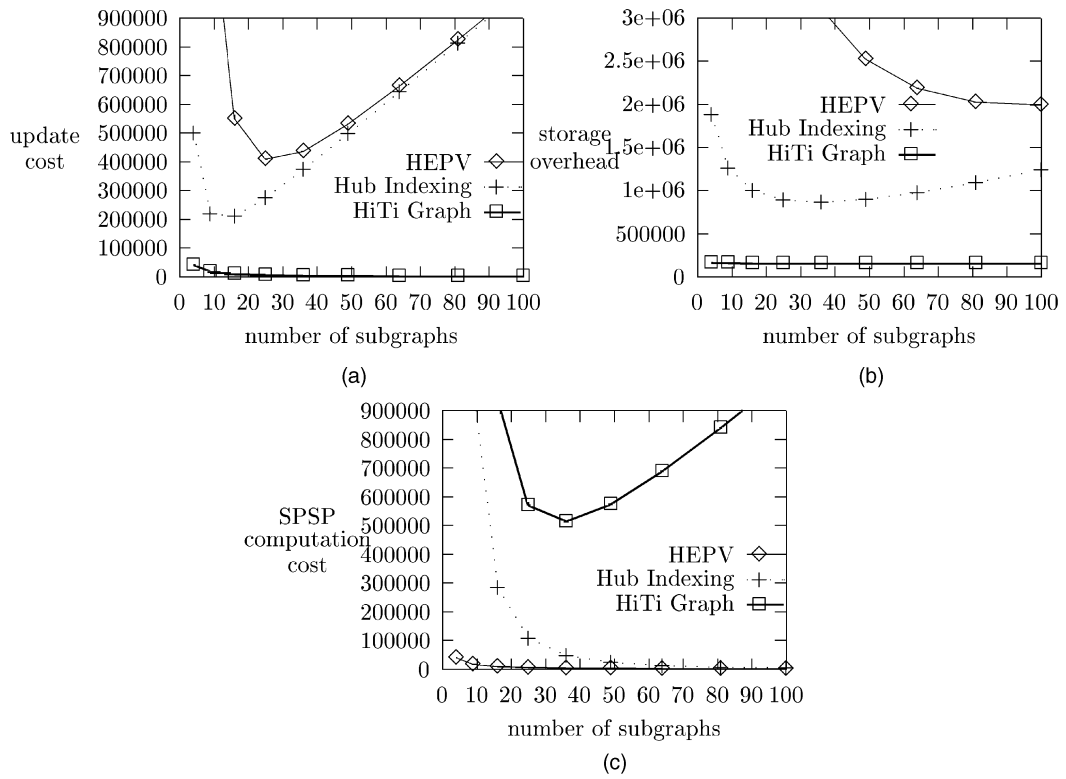 900000
800000
700000
600000
500000
400000
300000
200000
100000
0
update
cost
HEPV
Hub Indexing
HiTi Graph
0 10 20 30 40 50 60 70 80 90 100
number of subgraphs
(a)
3e+06
2.5e+06
2e+06
1.5e+06
1e+06
500000
0
storage
overhead
HEPV
Hub Indexing
HiTi Graph
0 10 20 30 40 50 60 70 80 90 100
number of subgraphs
(b)
900000
800000
700000
600000
500000
400000
300000
200000
100000
0
SPSP
computation
cost
HEPV
Hub Indexing
HiTi Graph
0 10 20 30 40 50 60 70 80 90 100
number of subgraphs
(c)